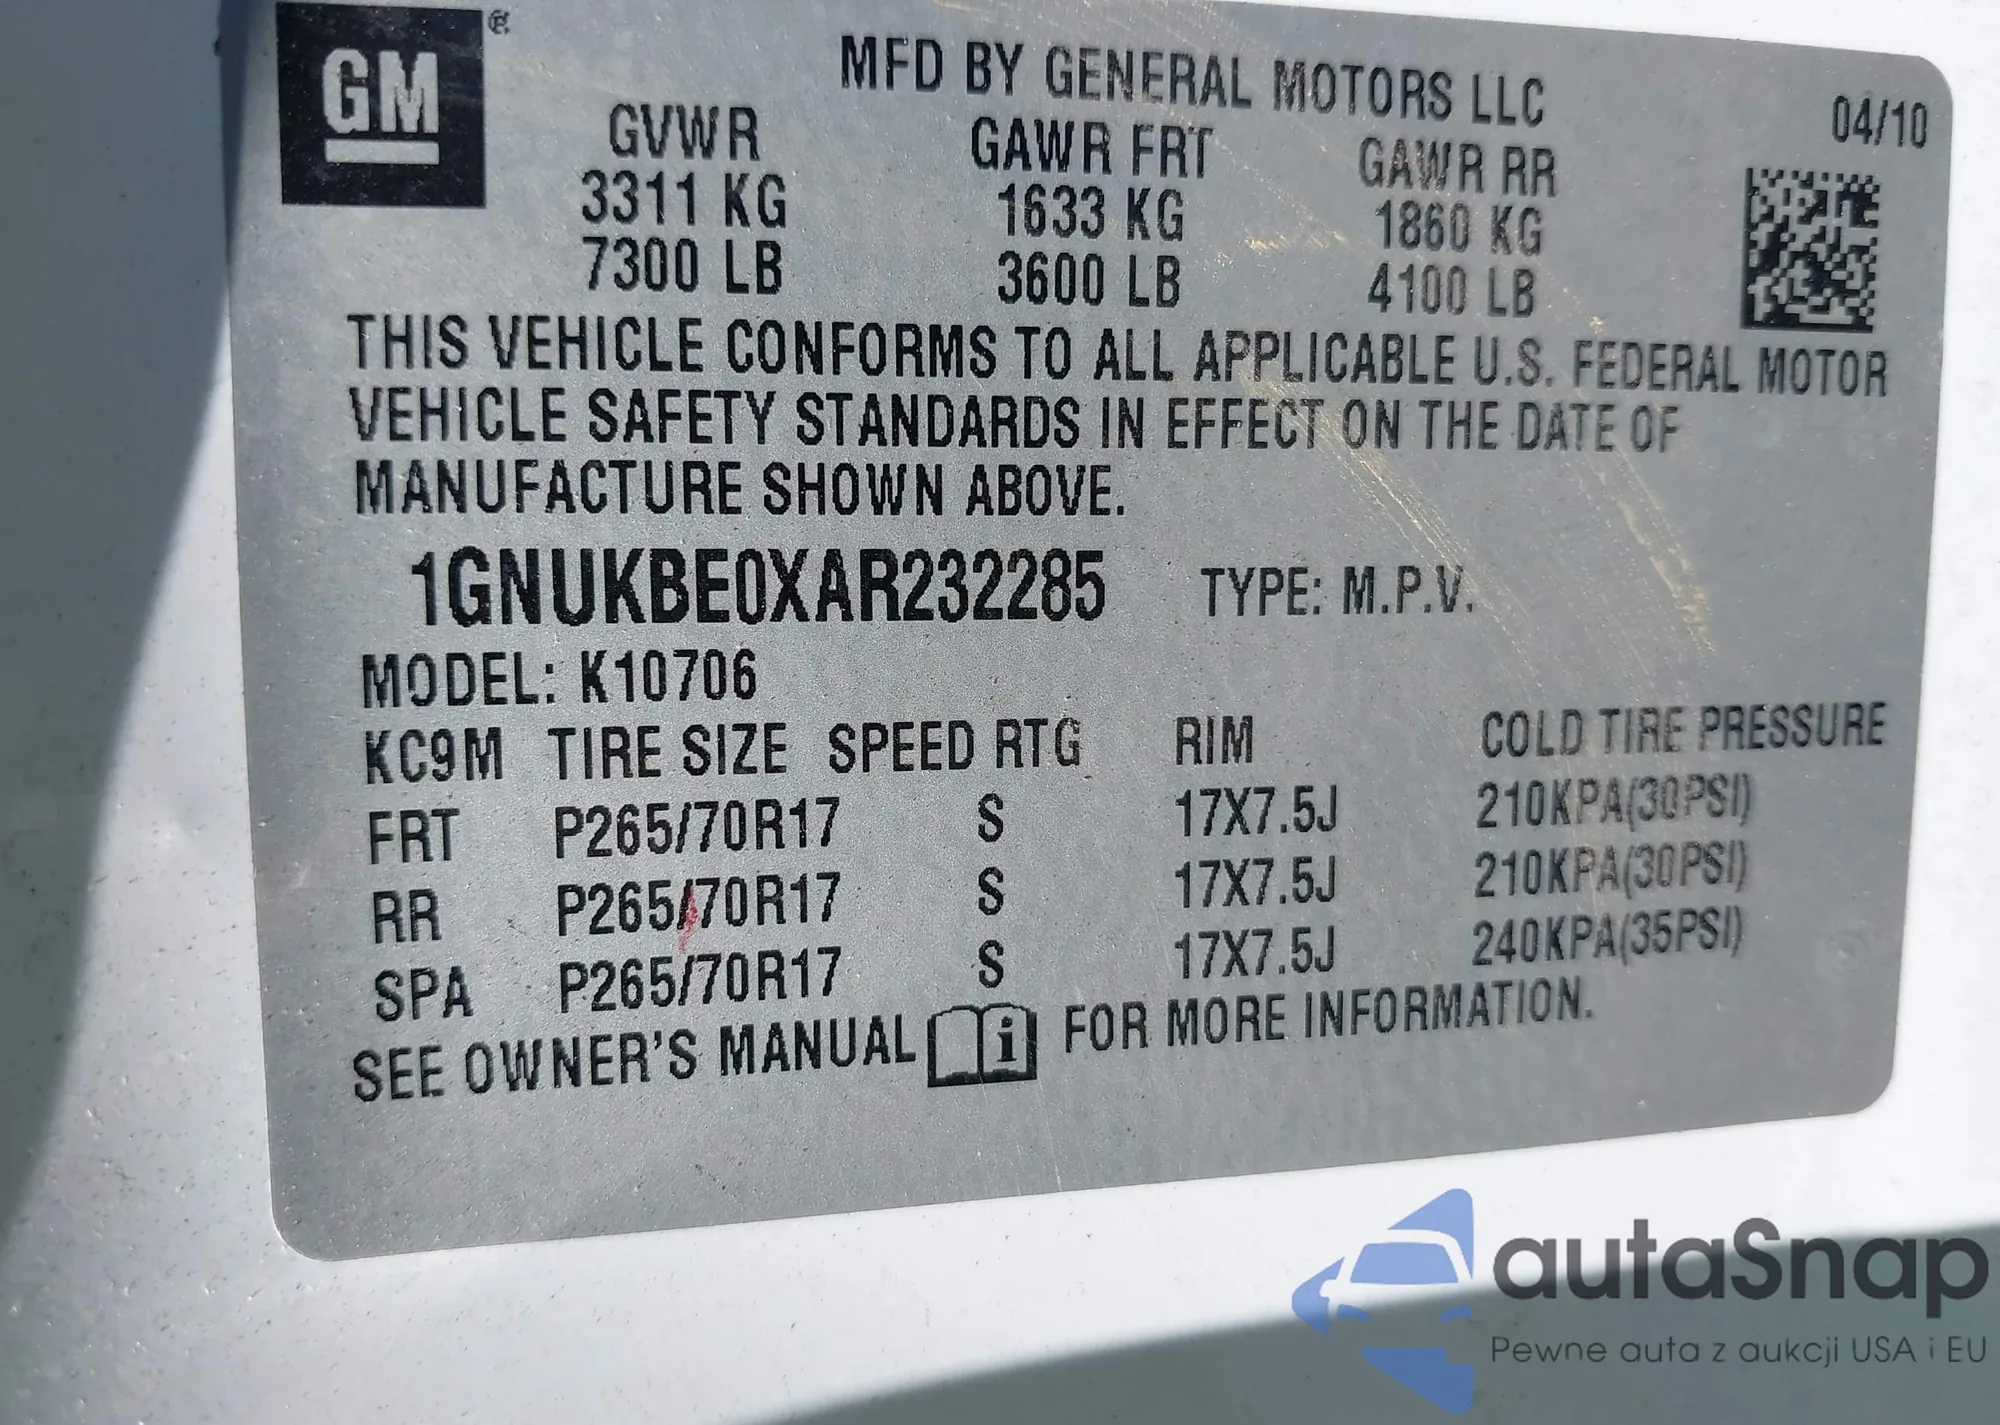 GM®
MFD BY GENERAL MOTORS LLC
04/10
GVWR GAWR FRT GAWR RR
3311 KG 1633 KG 1860 KG
7300 LB 3600 LB 4100 LB
THIS VEHICLE CONFORMS TO ALL APPLICABLE U.S. FEDERAL MOTOR
VEHICLE SAFETY STANDARDS IN EFFECT ON THE DATE OF
MANUFACTURE SHOWN ABOVE.
1GNUKBE0XAR232285 TYPE: M.P.V.
MODEL: K10706
KC9M TIRE SIZE SPEED RTG RIM COLD TIRE PRESSURE
FRT P265/70R17 S 17X7.5J 210KPA(30PSI)
RR P265/70R17 S 17X7.5J 210KPA(30PSI)
SPA P265/70R17 S 17X7.5J 240KPA(35PSI)
SEE OWNER'S MANUAL i FOR MORE INFORMATION.
autaSnap
Pewne auta z aukcji USA i EU